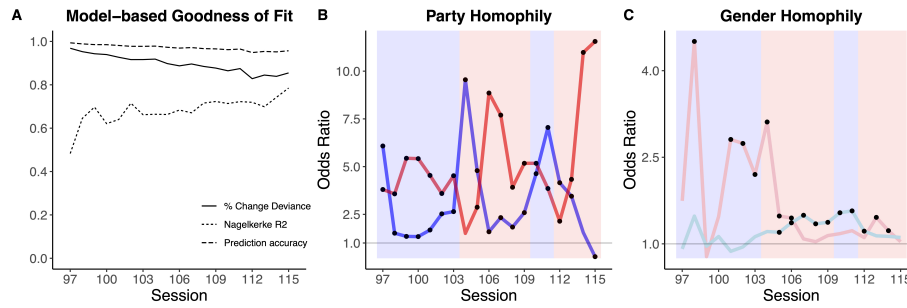 A Model-based Goodness of Fit
1.0
0.8
0.6
0.4
0.2
0.0
% Change Deviance
Nagelkerke R2
Prediction accuracy
97 100 103 106 109 112 115
Session
B Party Homophily
Odds Ratio
10.0
7.5
5.0
2.5
1.0
97 100 103 106 109 112 115
Session
C Gender Homophily
Odds Ratio
4.0
2.5
1.0
97 100 103 106 109 112 115
Session